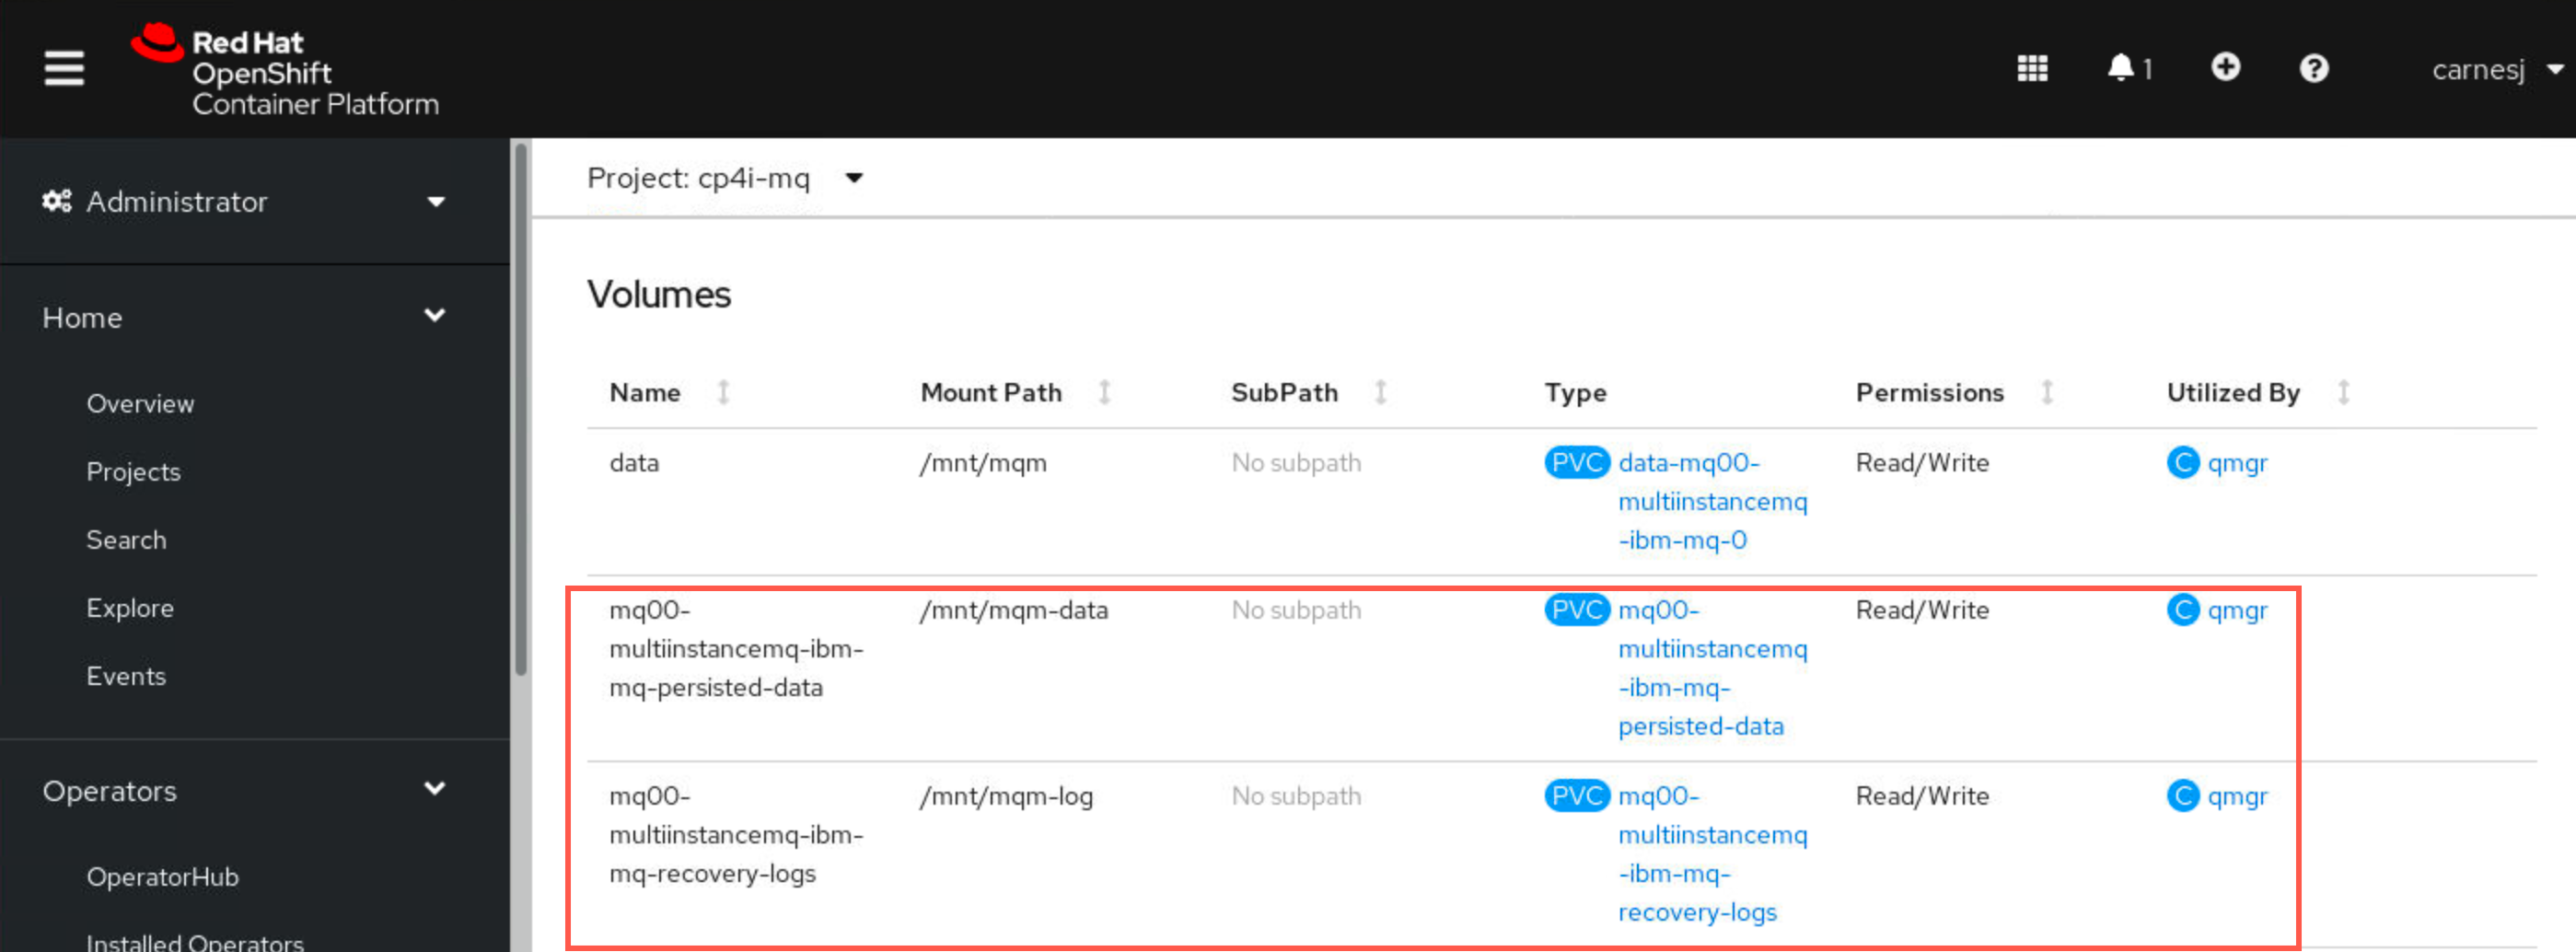 Red Hat
OpenShift
Container Platform
1
carnesj
Administrator
Home
Overview
Projects
Search
Explore
Events
Operators
OperatorHub
Installed Operators
Project: cp4i-mq
Volumes
Name Mount Path SubPath Type Permissions Utilized By
data /mnt/mqm No subpath PVC data-mq00- Read/Write C qmgr
multiinstancemq
-ibm-mq-0
mq00- /mnt/mqm-data No subpath PVC mq00- Read/Write C qmgr
multiinstancemq-ibm- multiinstancemq
mq-persisted-data -ibm-mq-
persisted-data
mq00- /mnt/mqm-log No subpath PVC mq00- Read/Write C qmgr
multiinstancemq-ibm- multiinstancemq
mq-recovery-logs -ibm-mq-
recovery-logs